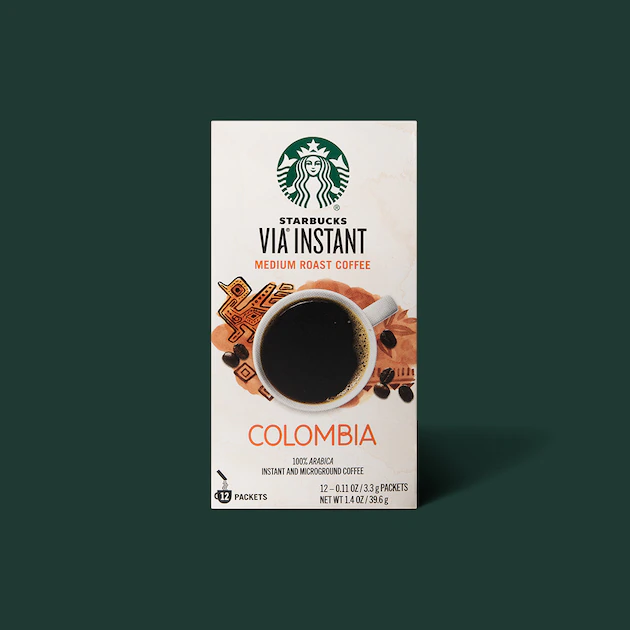 ®
STARBUCKS
VIA® INSTANT
MEDIUM ROAST COFFEE
COLOMBIA
100% ARABICA
INSTANT AND MICROGROUND COFFEE
12 PACKETS
12 – 0.11 OZ / 3.3 g PACKETS
NET WT 1.4 OZ / 39.6 g